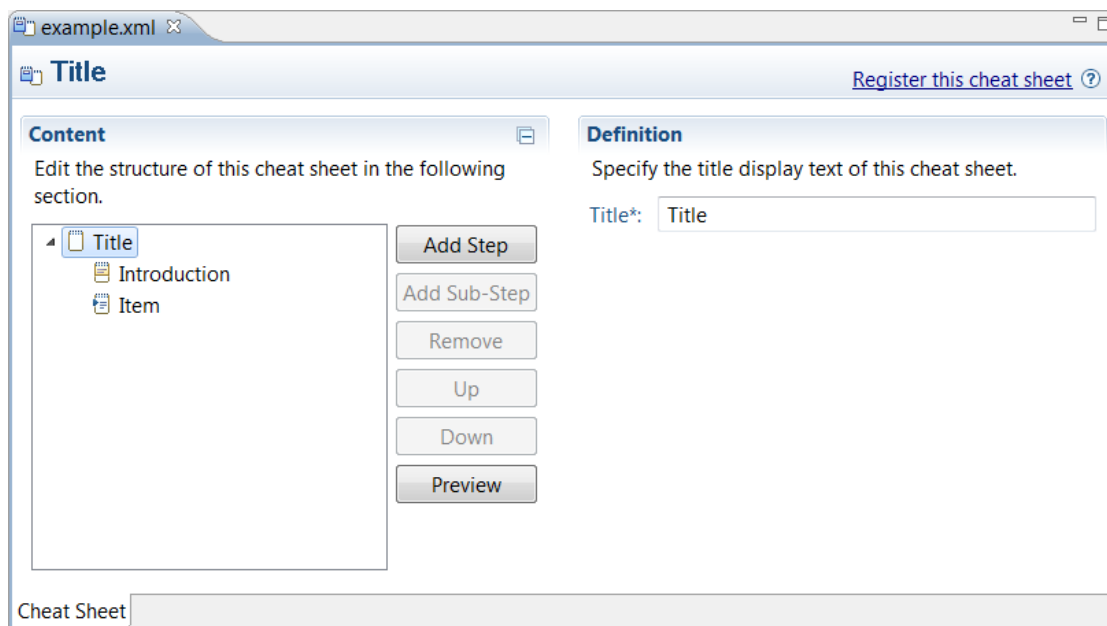 example.xml
Title
Register this cheat sheet
Content
Edit the structure of this cheat sheet in the following
section.
Title
Introduction
Item
Add Step
Add Sub-Step
Remove
Up
Down
Preview
Definition
Specify the title display text of this cheat sheet.
Title*: Title
Cheat Sheet